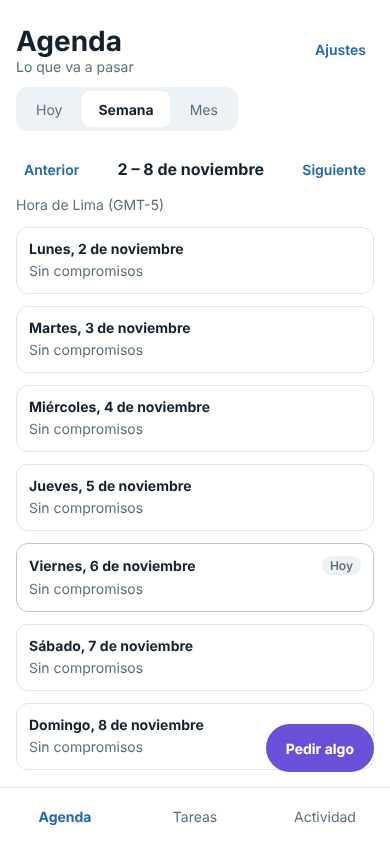 Agenda
Ajustes
Lo que va a pasar
Hoy
Semana
Mes
Anterior
2 – 8 de noviembre
Siguiente
Hora de Lima (GMT-5)
Lunes, 2 de noviembre
Sin compromisos
Martes, 3 de noviembre
Sin compromisos
Miércoles, 4 de noviembre
Sin compromisos
Jueves, 5 de noviembre
Sin compromisos
Viernes, 6 de noviembre
Hoy
Sin compromisos
Sábado, 7 de noviembre
Sin compromisos
Domingo, 8 de noviembre
Sin compromisos
Pedir algo
Agenda
Tareas
Actividad